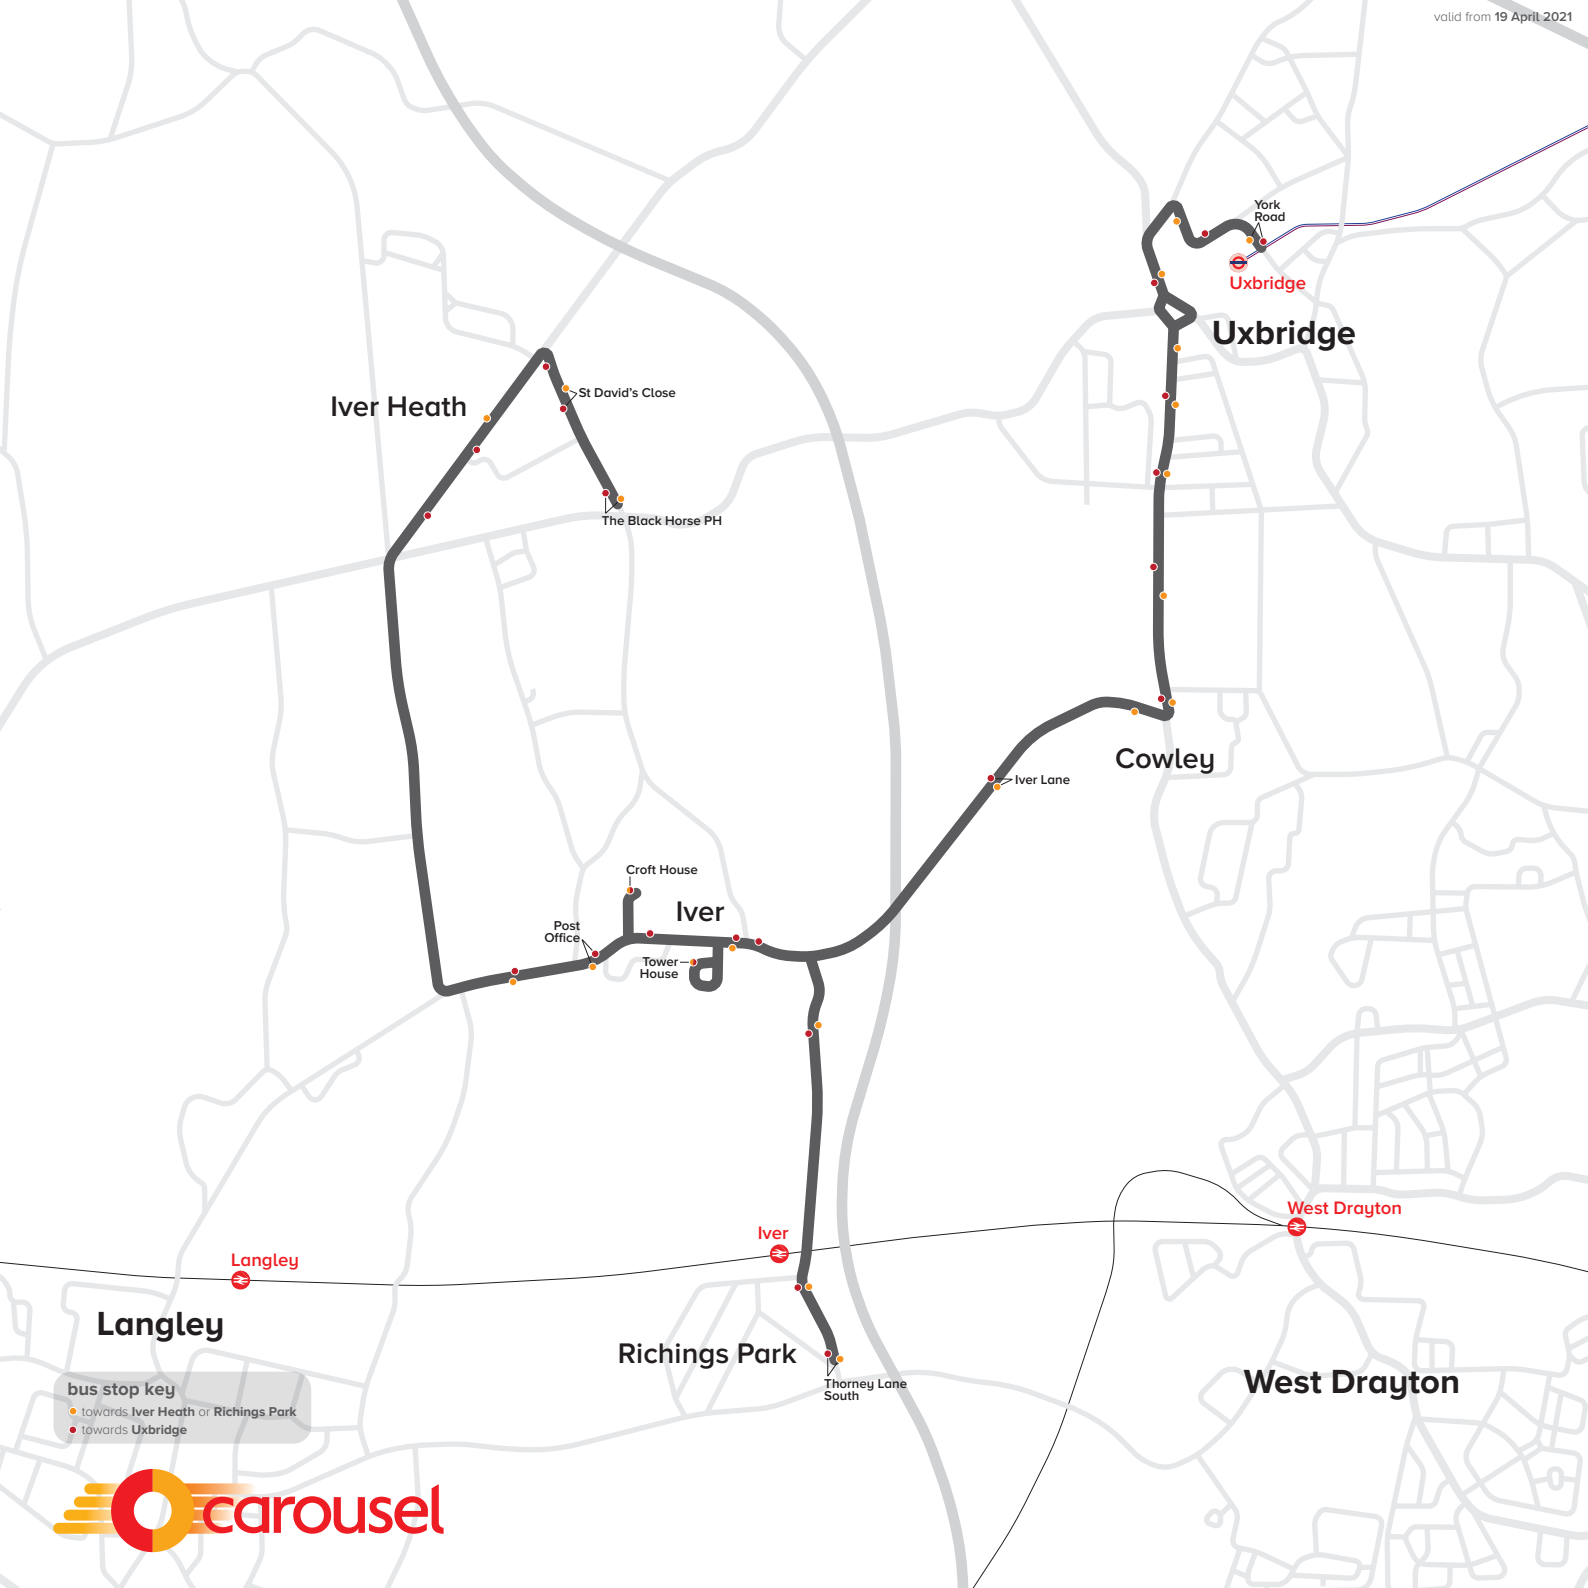 valid from 19 April 2021
York
Road
Uxbridge
Uxbridge
St David's Close
Iver Heath
The Black Horse PH
Cowley
Iver Lane
Croft House
Iver
Post
Office
Tower
House
West Drayton
Iver
Langley
Langley
Richings Park
Thorney Lane
South
West Drayton
bus stop key
towards Iver Heath or Richings Park
towards Uxbridge
carousel